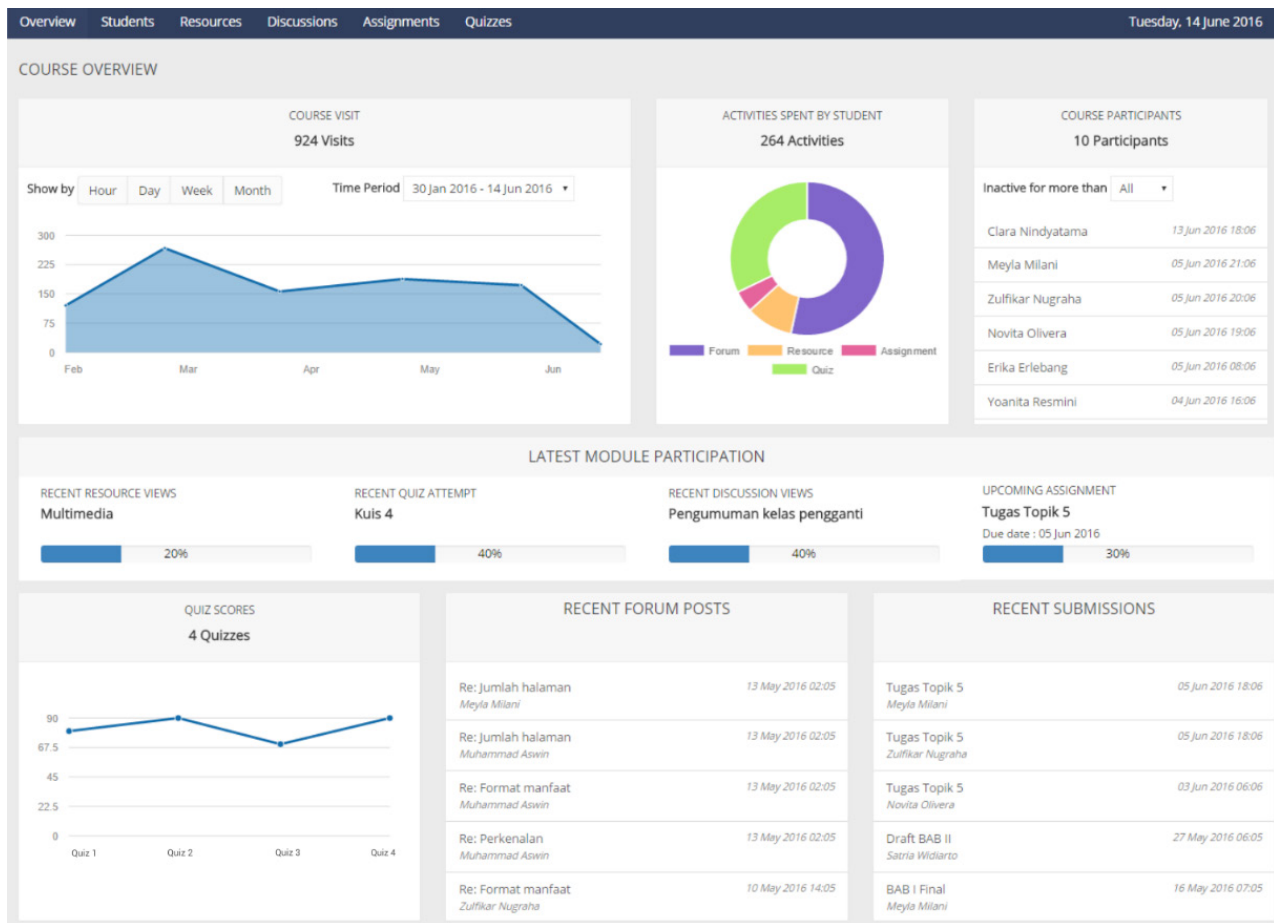 Overview Students Resources Discussions Assignments Quizzes Tuesday, 14 June 2016
COURSE OVERVIEW
COURSE VISIT
924 Visits
Show by Hour Day Week Month Time Period 30 Jan 2016 - 14 Jun 2016
300
225
150
75
0
Feb Mar Apr May Jun
ACTIVITIES SPENT BY STUDENT
264 Activities
Forum Resource Assignment
Quiz
COURSE PARTICIPANTS
10 Participants
Inactive for more than All
Clara Nindyatama 13 Jun 2016 18:06
Meyla Milani 05 Jun 2016 21:06
Zulfikar Nugraha 05 Jun 2016 20:06
Novita Olivera 05 Jun 2016 19:06
Erika Erlebang 05 Jun 2016 08:06
Yoanita Resmini 04 Jun 2016 16:06
LATEST MODULE PARTICIPATION
RECENT RESOURCE VIEWS
Multimedia
20%
RECENT QUIZ ATTEMPT
Kuis 4
40%
RECENT DISCUSSION VIEWS
Pengumuman kelas pengganti
40%
UPCOMING ASSIGNMENT
Tugas Topik 5
Due date : 05 Jun 2016
30%
QUIZ SCORES
4 Quizzes
90
67.5
45
22.5
0
Quiz 1 Quiz 2 Quiz 3 Quiz 4
RECENT FORUM POSTS
Re: Jumlah halaman 13 May 2016 02:05
Meyla Milani
Re: Jumlah halaman 13 May 2016 02:05
Muhammad Aswin
Re: Format manfaat 13 May 2016 02:05
Muhammad Aswin
Re: Perkenalan 13 May 2016 02:05
Muhammad Aswin
Re: Format manfaat 10 May 2016 14:05
Zulfikar Nugraha
RECENT SUBMISSIONS
Tugas Topik 5 05 Jun 2016 18:06
Meyla Milani
Tugas Topik 5 05 Jun 2016 18:06
Zulfikar Nugraha
Tugas Topik 5 03 Jun 2016 06:06
Novita Olivera
Draft BAB II 27 May 2016 06:05
Satria Widiarto
BAB I Final 16 May 2016 07:05
Meyla Milani